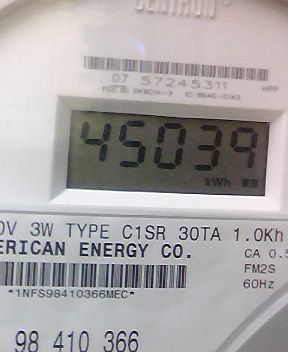 CENTRON
07 57245311
45039
kWh
0V 3W TYPE C1SR 30TA 1.0Kh
ERICAN ENERGY CO.
CA 0.5
FM2S
*1NFS98410366MEC*
60Hz
98 410 366